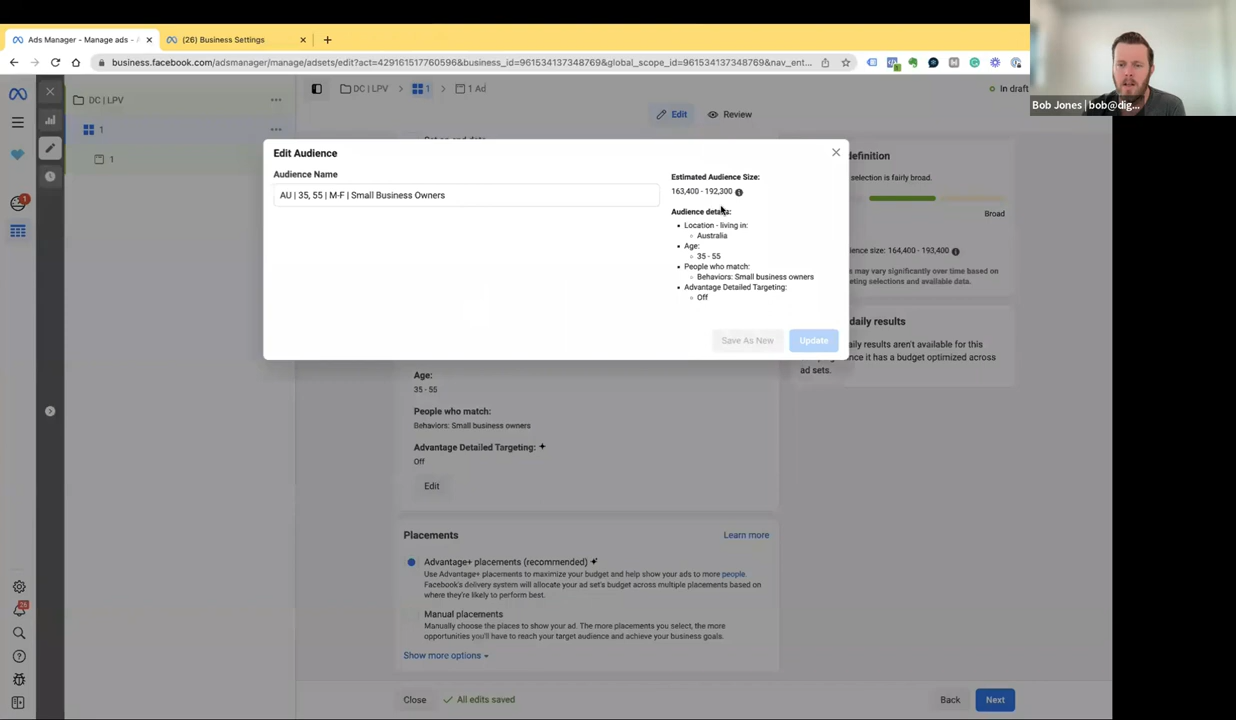 Ads Manager - Manage ads -
(26) Business Settings
business.facebook.com/adsmanager/manage/adsets/edit?act=429161517760596&business_id=961534137348769&global_scope_id=961534137348769&nav_ent...
Bob Jones | bob@dig...
DC | LPV
1
1
DC | LPV
1
1 Ad
In draft
Edit
Review
Edit Audience
Audience Name
AU | 35, 55 | M-F | Small Business Owners
Estimated Audience Size:
163,400 - 192,300
Audience details:
Location - living in:
Australia
Age:
35 - 55
People who match:
Behaviors: Small business owners
Advantage Detailed Targeting:
Off
Save As New
Update
definition
selection is fairly broad.
Broad
size: 164,400 - 193,400
may vary significantly over time based on
selections and available data.
daily results
daily results aren't available for this
since it has a budget optimized across
ad sets.
Age:
35 - 55
People who match:
Behaviors: Small business owners
Advantage Detailed Targeting:
Off
Edit
Placements
Learn more
Advantage+ placements (recommended)
Use Advantage+ placements to maximize your budget and help show your ads to more people.
Facebook's delivery system will allocate your ad set's budget across multiple placements based on
where they're likely to perform best.
Manual placements
Manually choose the places to show your ad. The more placements you select, the more
opportunities you'll have to reach your target audience and achieve your business goals.
Show more options
Close
All edits saved
Back
Next